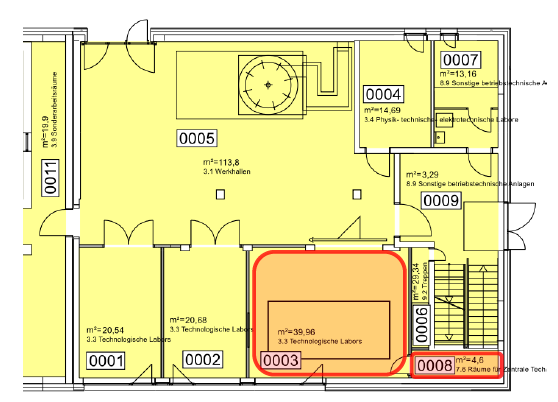 0007
m²=13,16
8.9 Sonstige betriebstechnische A
0004
m²=14,69
3.4 Physik- technische- elektrotechnische Labors
0005
m²=113,8
3.1 Werkhallen
m²=19,9
3.9 Sonderarbeitsräume
0011
m²=3,29
8.9 Sonstige betriebstechnische Anlagen
0009
m²=29,34
9.2 Treppen
0006
m²=20,54
3.3 Technologische Labors
0001
m²=20,68
3.3 Technologische Labors
0002
m²=39,96
3.3 Technologische Labors
0003
0008
m²=4,6
7.6 Räume für Zentrale Tech